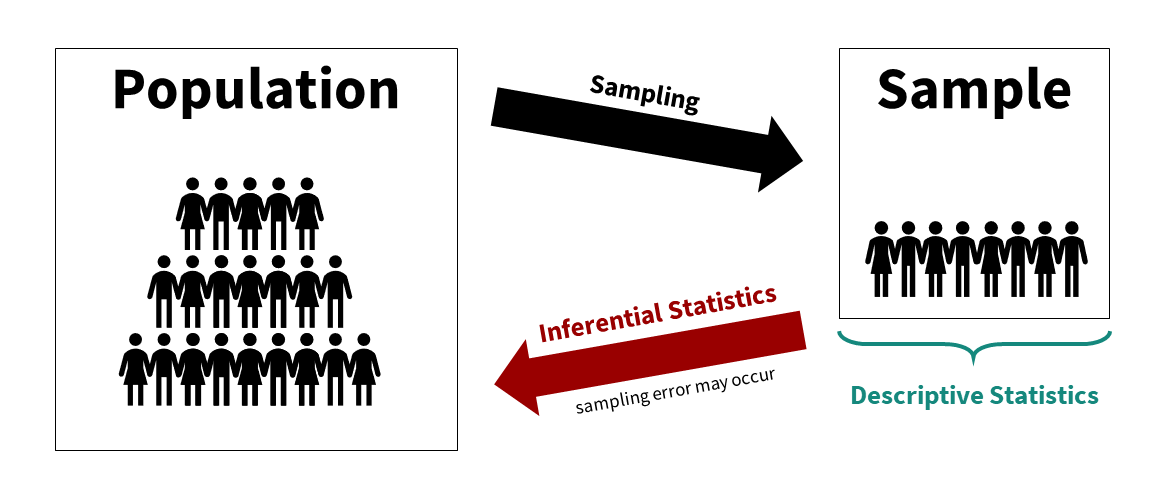 Population
Sampling
Sample
Inferential Statistics
sampling error may occur
Descriptive Statistics